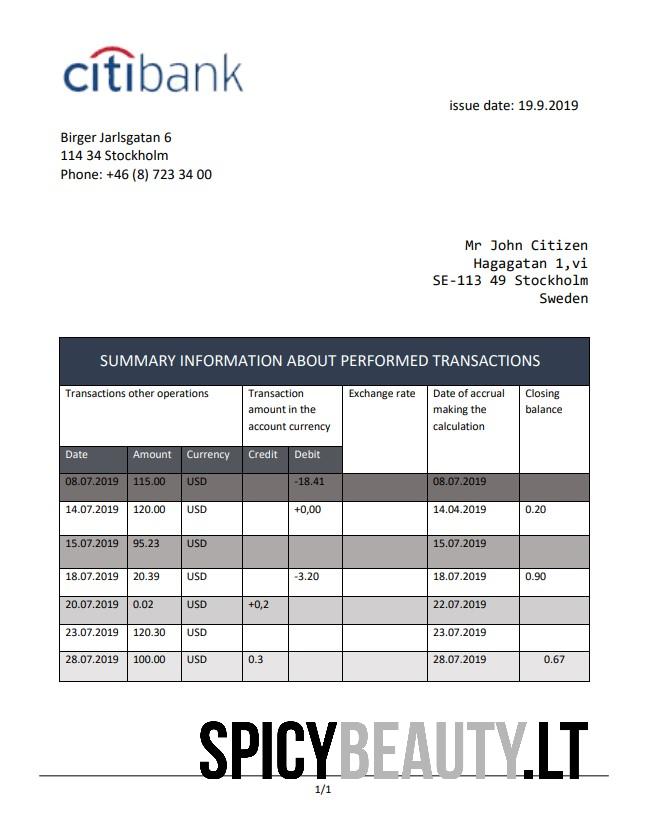 citibank
issue date: 19.9.2019
Birger Jarlsgatan 6
114 34 Stockholm
Phone: +46 (8) 723 34 00
Mr John Citizen
Hagagatan 1,vi
SE-113 49 Stockholm
Sweden
SUMMARY INFORMATION ABOUT PERFORMED TRANSACTIONS
Transactions other operations Transaction amount in the account currency Exchange rate Date of accrual making the calculation Closing balance
Date Amount Currency Credit Debit
08.07.2019 115.00 USD -18.41 08.07.2019
14.07.2019 120.00 USD +0,00 14.04.2019 0.20
15.07.2019 95.23 USD 15.07.2019
18.07.2019 20.39 USD -3.20 18.07.2019 0.90
20.07.2019 0.02 USD +0,2 22.07.2019
23.07.2019 120.30 USD 23.07.2019
28.07.2019 100.00 USD 0.3 28.07.2019 0.67
SPICYBEAUTY.LT
1/1